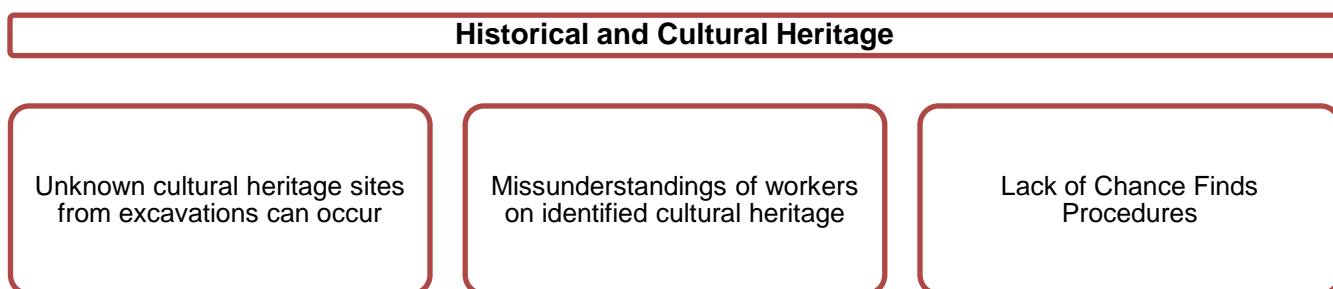 Historical and Cultural Heritage
Unknown cultural heritage sites
from excavations can occur
Missunderstandings of workers
on identified cultural heritage
Lack of Chance Finds
Procedures